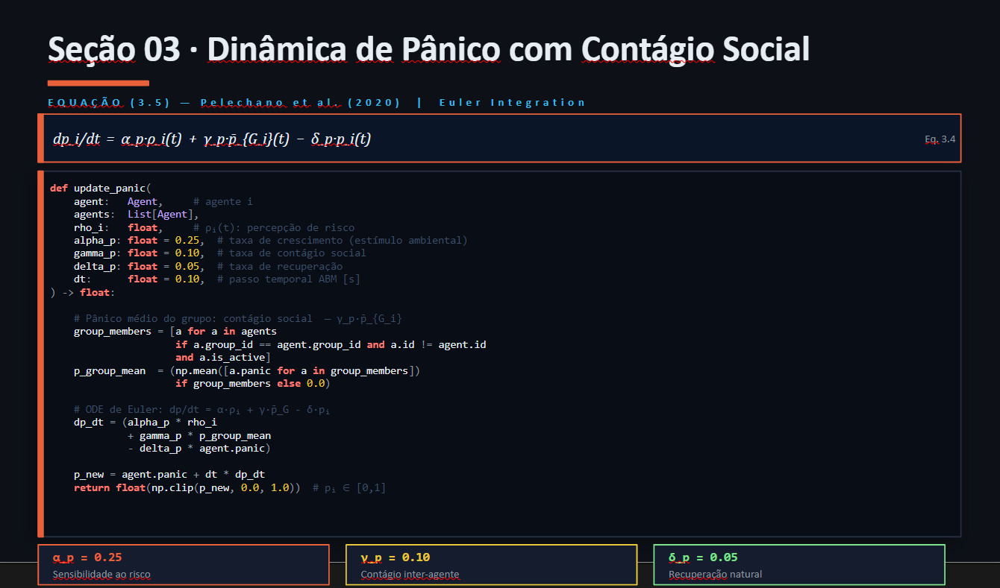 Seção 03 · Dinâmica de Pânico com Contágio Social
EQUAÇÃO (3.5) — Pelechano et al. (2020) | Euler Integration
dp_i/dt = α_p·ρ_i(t) + γ_p·p̄_{G_i}(t) − δ_p·p_i(t)
Eq. 3.4
def update_panic(
    agent:   Agent,     # agente i
    agents:  List[Agent],
    rho_i:   float,     # ρᵢ(t): percepção de risco
    alpha_p: float = 0.25,  # taxa de crescimento (estímulo ambiental)
    gamma_p: float = 0.10,  # taxa de contágio social
    delta_p: float = 0.05,  # taxa de recuperação
    dt:      float = 0.10,  # passo temporal ABM [s]
) -> float:
    # Pânico médio do grupo: contágio social  — γ_p·p̄_{G_i}
    group_members = [a for a in agents
                     if a.group_id == agent.group_id and a.id != agent.id
                     and a.is_active]
    p_group_mean  = (np.mean([a.panic for a in group_members])
                     if group_members else 0.0)
    # ODE de Euler: dp/dt = α·ρᵢ + γ·p̄_G - δ·pᵢ
    dp_dt = (alpha_p * rho_i
             + gamma_p * p_group_mean
             - delta_p * agent.panic)
    p_new = agent.panic + dt * dp_dt
    return float(np.clip(p_new, 0.0, 1.0))  # pᵢ ∈ [0,1]
α_p = 0.25
Sensibilidade ao risco
γ_p = 0.10
Contágio inter-agente
δ_p = 0.05
Recuperação natural